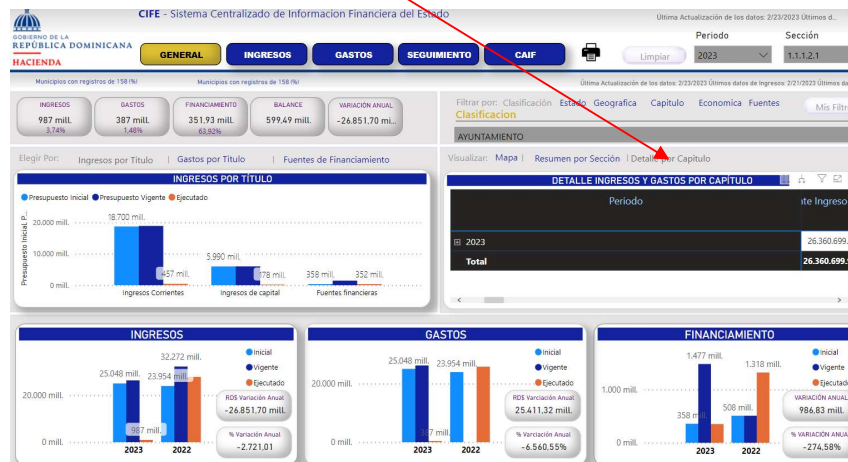 CIFE - Sistema Centralizado de Informacion Financiera del Estado
Última Actualización de los datos: 2/23/2023 Últimos d..
GOBIERNO DE LA
REPÚBLICA DOMINICANA
HACIENDA
GENERAL
INGRESOS
GASTOS
SEGUIMIENTO
CAIF
Limpiar
Periodo
2023
Sección
1.1.1.2.1
Municipios con registros de 158 (%)
Municipios con registros de 158 (%)
Última Actualización de los datos: 2/23/2023 Últimos datos de Ingresos: 2/21/2023 Últimos da
INGRESOS
987 mill.
3,74%
GASTOS
387 mill.
1,48%
FINANCIAMIENTO
351,93 mill.
63,92%
BALANCE
599,49 mill.
VARIACIÓN ANUAL
-26.851,70 mi...
Filtrar por: Clasificación Estado Geografica Capitulo Economica Fuentes
Mis Filtr
Clasificacion
AYUNTAMIENTO
Elegir Por: Ingresos por Titulo | Gastos por Titulo | Fuentes de Financiamiento
Visualizar: Mapa | Resumen por Sección | Detalle por Capitulo
INGRESOS POR TÍTULO
Presupuesto Inicial Presupuesto Vigente Ejecutado
Presupuesto Inicial, P...
20.000 mill.
10.000 mill.
0 mill.
18.700 mill.
457 mill.
5.990 mill.
178 mill.
358 mill.
352 mill.
Ingresos Corrientes
Ingresos de capital
Fuentes financieras
DETALLE INGRESOS Y GASTOS POR CAPÍTULO
Periodo
te Ingreso
2023
26.360.699.
Total
26.360.699.
INGRESOS
20.000 mill.
0 mill.
25.048 mill.
987 mill.
23.954 mill.
32.272 mill.
2023
2022
Inicial
Vigente
Ejecutado
RD$ Variación Anual
-26.851,70 mill.
% Variación Anual
-2.721,01
GASTOS
20.000 mill.
0 mill.
25.048 mill.
23.954 mill.
2023
2022
Inicial
Vigente
Ejecutado
RD$ Variación Anual
25.411,32 mill.
% Varciación Anual
-6.560,55%
FINANCIAMIENTO
1.000 mill.
0 mill.
358 mill.
1.477 mill.
508 mill.
1.318 mill.
2023
2022
Inicial
Vigente
Ejecutado
VARIACIÓN ANUAL
986.83 mill.
% VARIACIÓN ANUA
-274,58%